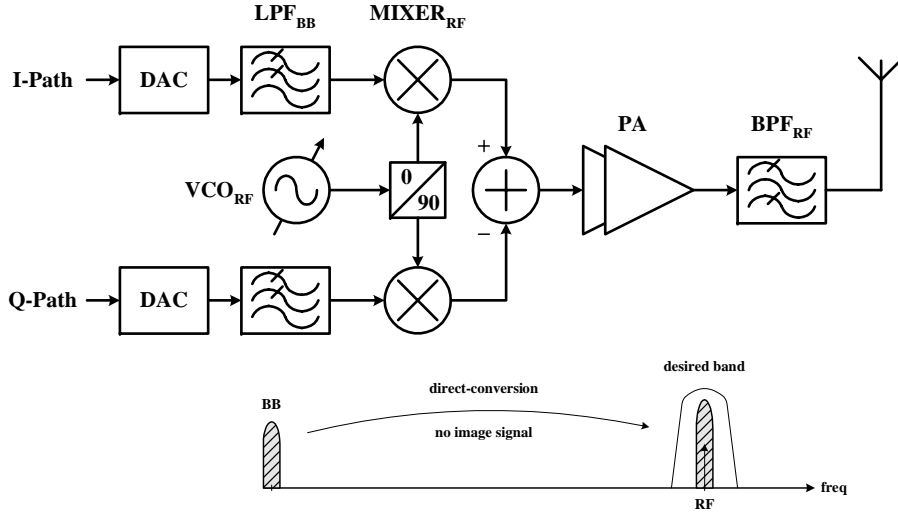 LPF_BB
MIXER_RF
I-Path
DAC
PA
BPF_RF
+
VCO_RF
0
90
−
Q-Path
DAC
desired band
direct-conversion
BB
no image signal
freq
RF